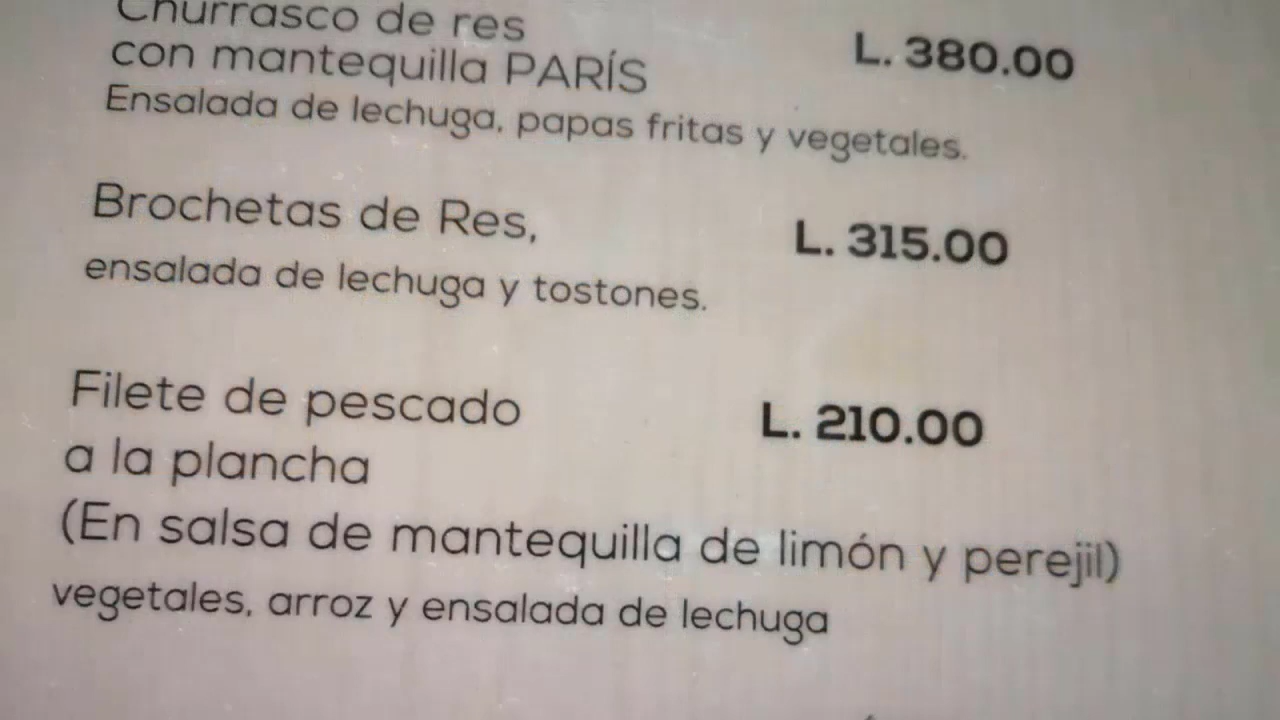 Churrasco de res
con mantequilla PARÍS
L. 380.00
Ensalada de lechuga, papas fritas y vegetales.
Brochetas de Res,
L. 315.00
ensalada de lechuga y tostones.
Filete de pescado
L. 210.00
a la plancha
(En salsa de mantequilla de limón y perejil)
vegetales, arroz y ensalada de lechuga